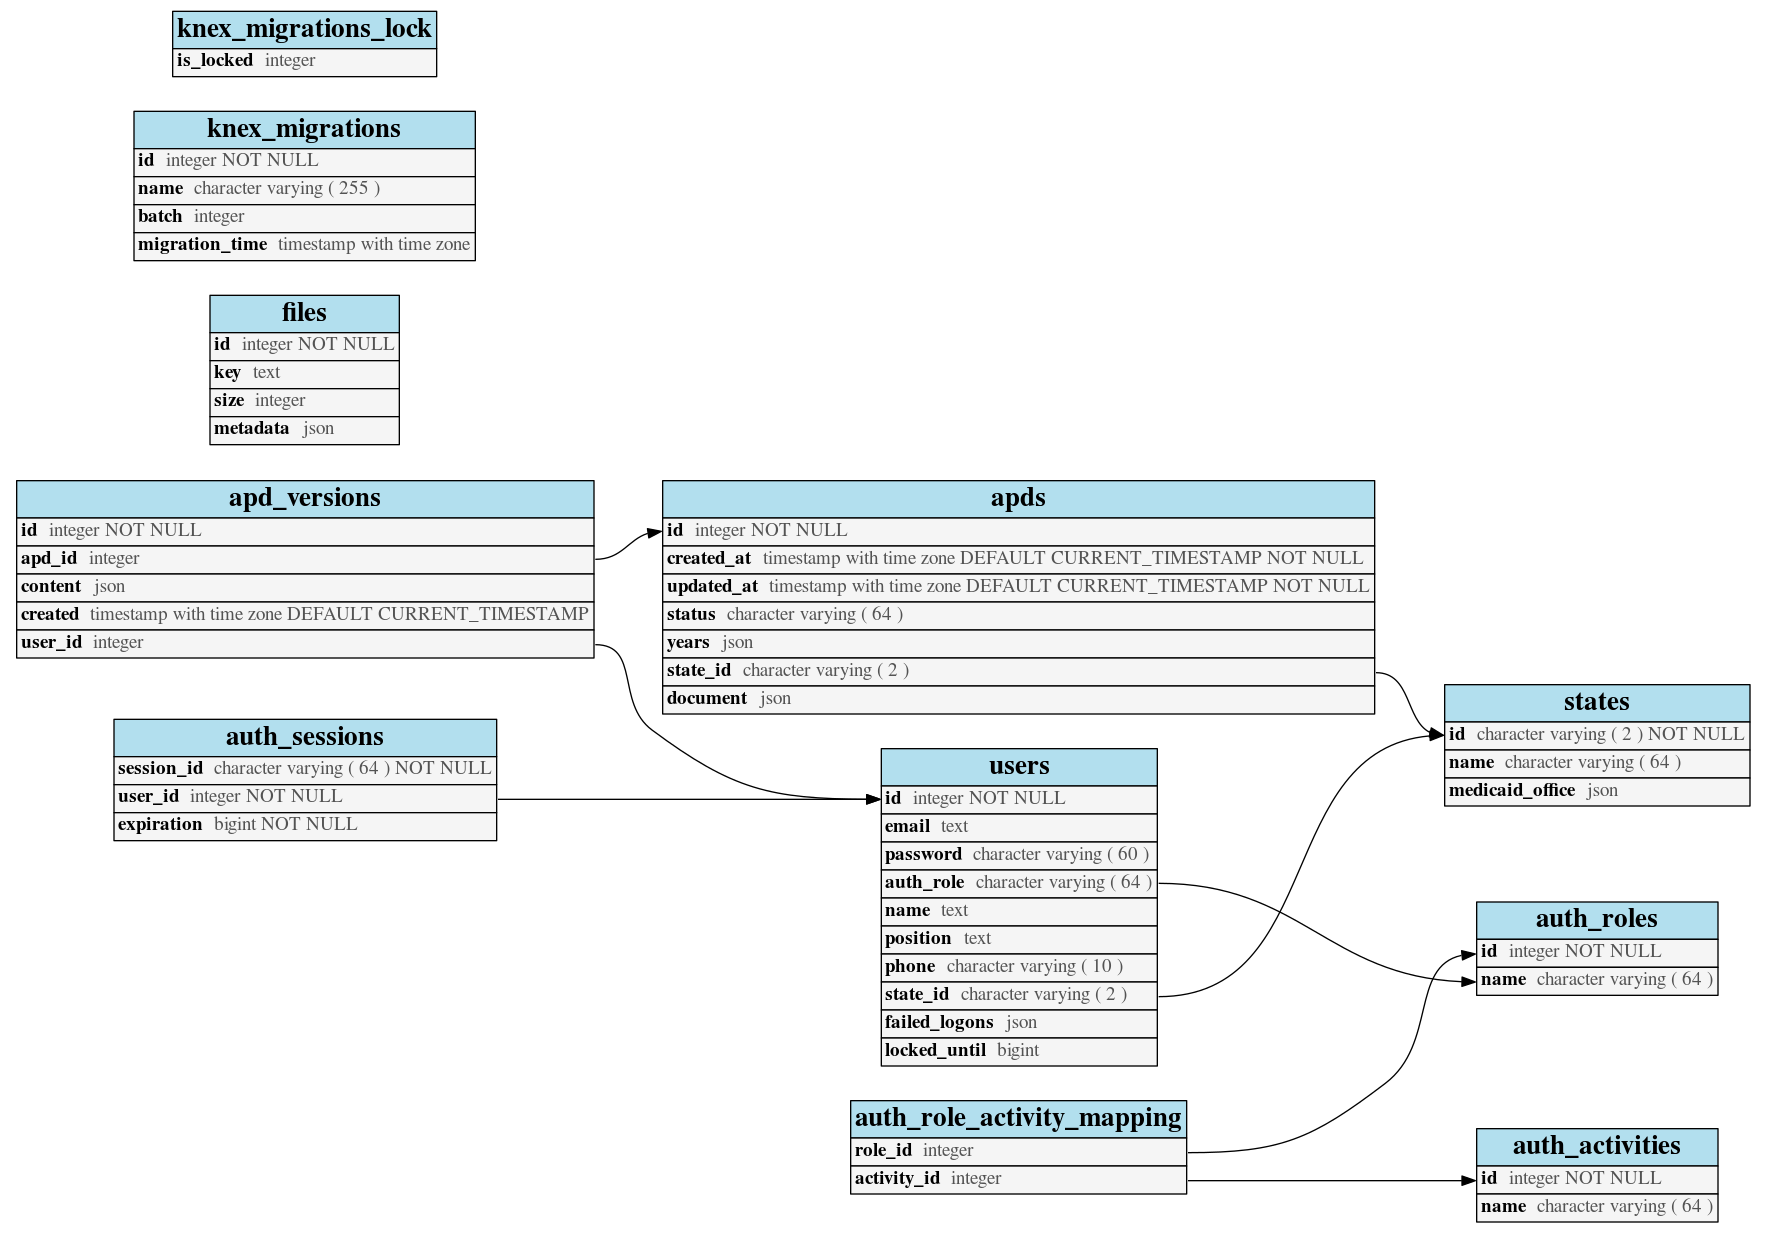 knex_migrations_lock
is_locked integer
knex_migrations
id integer NOT NULL
name character varying ( 255 )
batch integer
migration_time timestamp with time zone
files
id integer NOT NULL
key text
size integer
metadata json
apd_versions
id integer NOT NULL
apd_id integer
content json
created timestamp with time zone DEFAULT CURRENT_TIMESTAMP
user_id integer
apds
id integer NOT NULL
created_at timestamp with time zone DEFAULT CURRENT_TIMESTAMP NOT NULL
updated_at timestamp with time zone DEFAULT CURRENT_TIMESTAMP NOT NULL
status character varying ( 64 )
years json
state_id character varying ( 2 )
document json
states
id character varying ( 2 ) NOT NULL
name character varying ( 64 )
medicaid_office json
auth_sessions
session_id character varying ( 64 ) NOT NULL
user_id integer NOT NULL
expiration bigint NOT NULL
users
id integer NOT NULL
email text
password character varying ( 60 )
auth_role character varying ( 64 )
name text
position text
phone character varying ( 10 )
state_id character varying ( 2 )
failed_logons json
locked_until bigint
auth_roles
id integer NOT NULL
name character varying ( 64 )
auth_role_activity_mapping
role_id integer
activity_id integer
auth_activities
id integer NOT NULL
name character varying ( 64 )